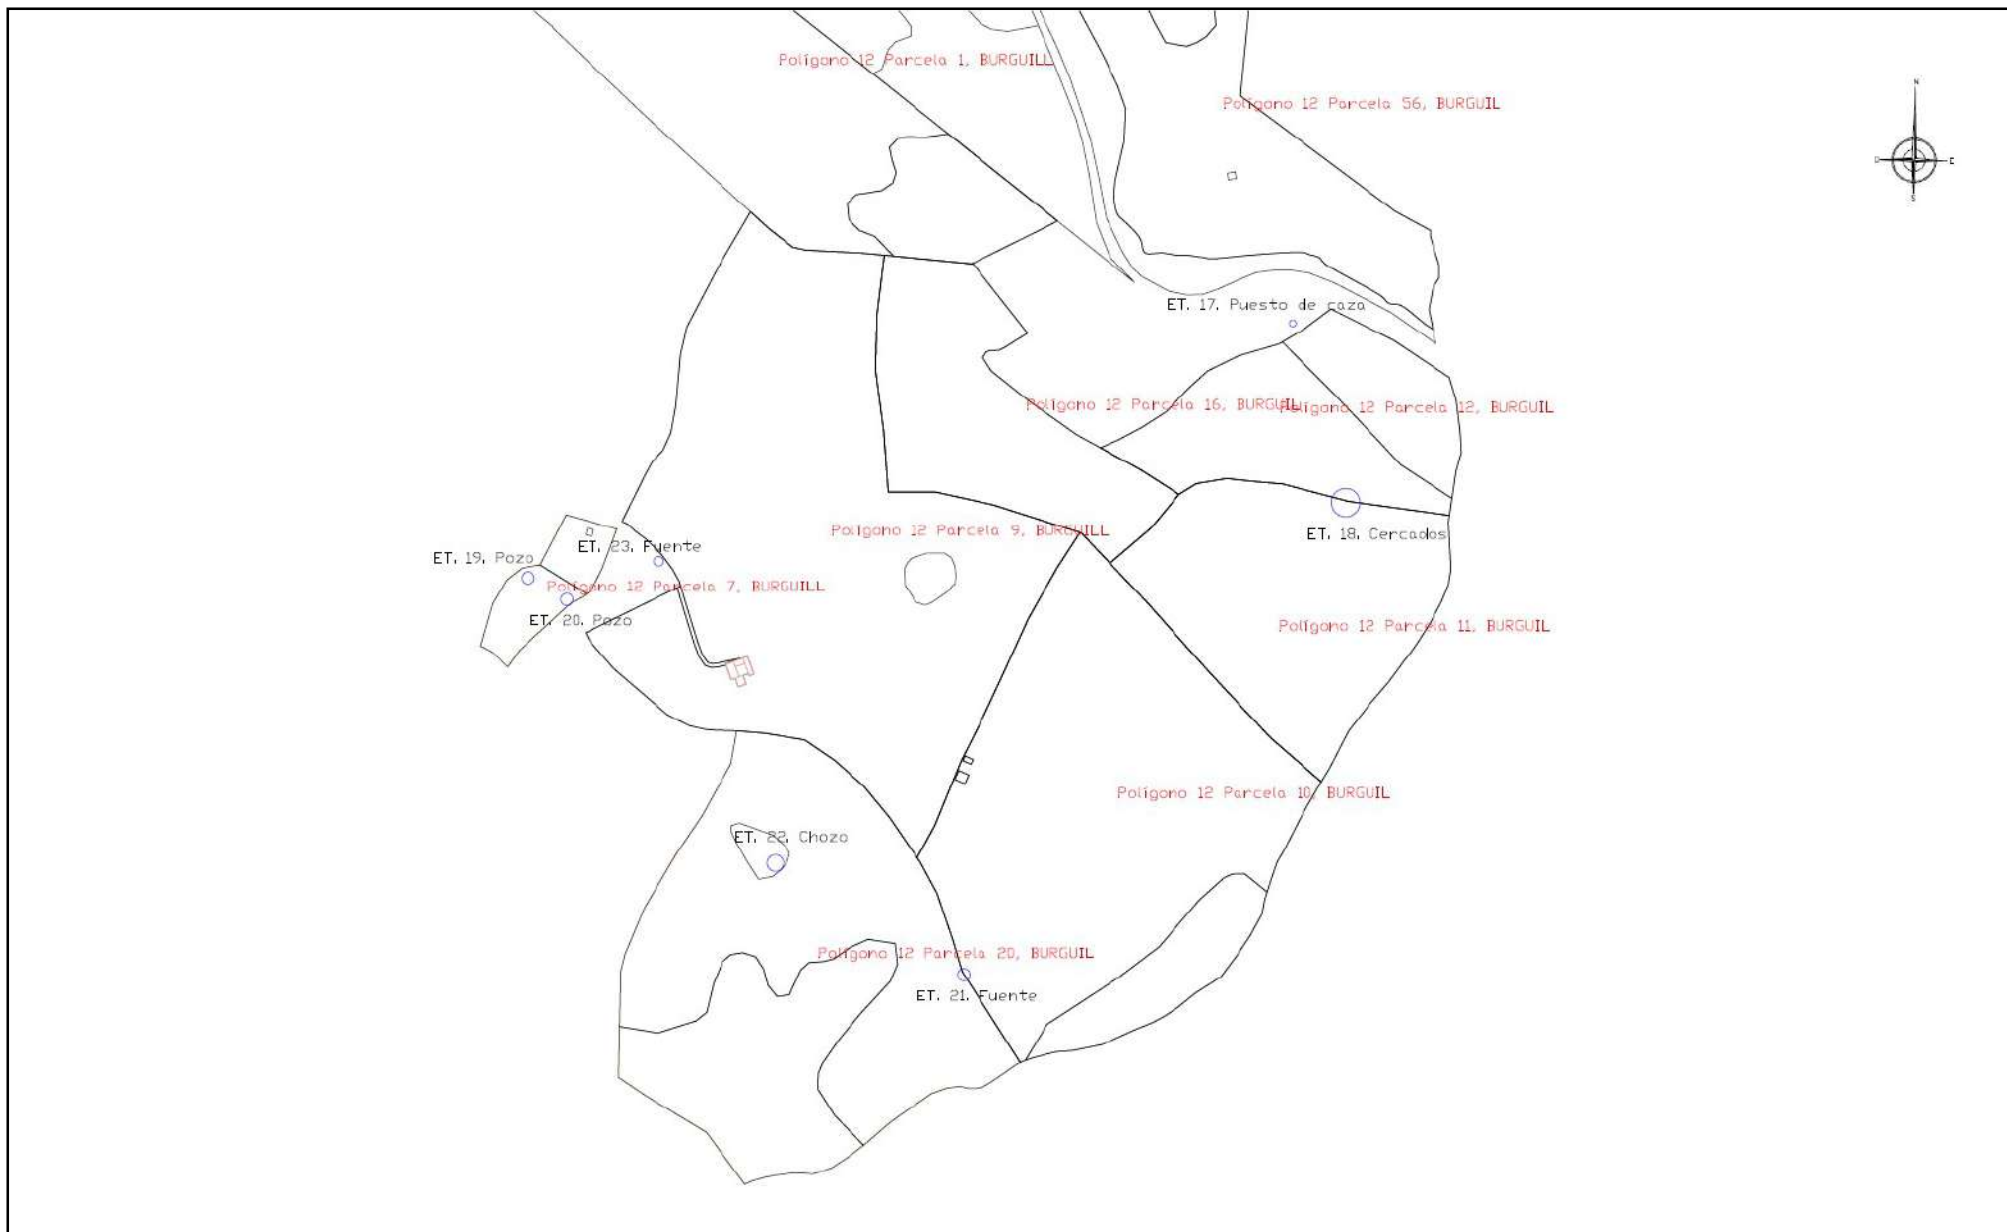 Polígono 12 Parcela 1, BURGUILL
N
Polígono 12 Parcela 56, BURGUIL
O
E
S
ET. 17. Puesto de caza
Polígono 12 Parcela 16, BURGUIL
Polígono 12 Parcela 12, BURGUIL
Polígono 12 Parcela 9, BURGUILL
ET. 18. Cercados
ET. 23. Fuente
ET. 19. Pozo
Polígono 12 Parcela 7, BURGUILL
ET. 20. Pozo
Polígono 12 Parcela 11, BURGUIL
Polígono 12 Parcela 10, BURGUIL
ET. 22. Chozo
Polígono 12 Parcela 20, BURGUIL
ET. 21. Fuente